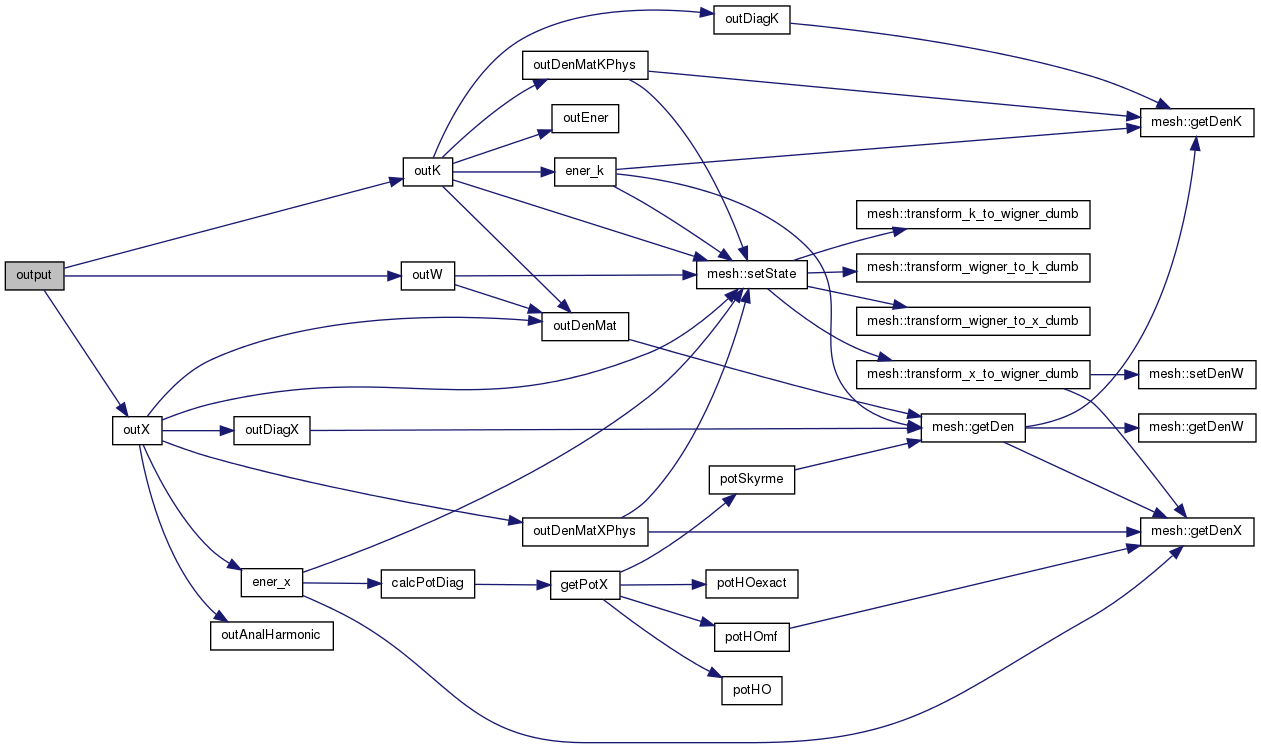 outDiagK
outDenMatKPhys
outEner
mesh::getDenK
outK
ener_k
mesh::transform_k_to_wigner_dumb
output
outW
mesh::setState
mesh::transform_wigner_to_k_dumb
outDenMat
mesh::transform_wigner_to_x_dumb
mesh::transform_x_to_wigner_dumb
mesh::setDenW
outX
outDiagX
mesh::getDen
mesh::getDenW
potSkyrme
outDenMatXPhys
mesh::getDenX
ener_x
calcPotDiag
getPotX
potHOexact
outAnalHarmonic
potHOmf
potHO